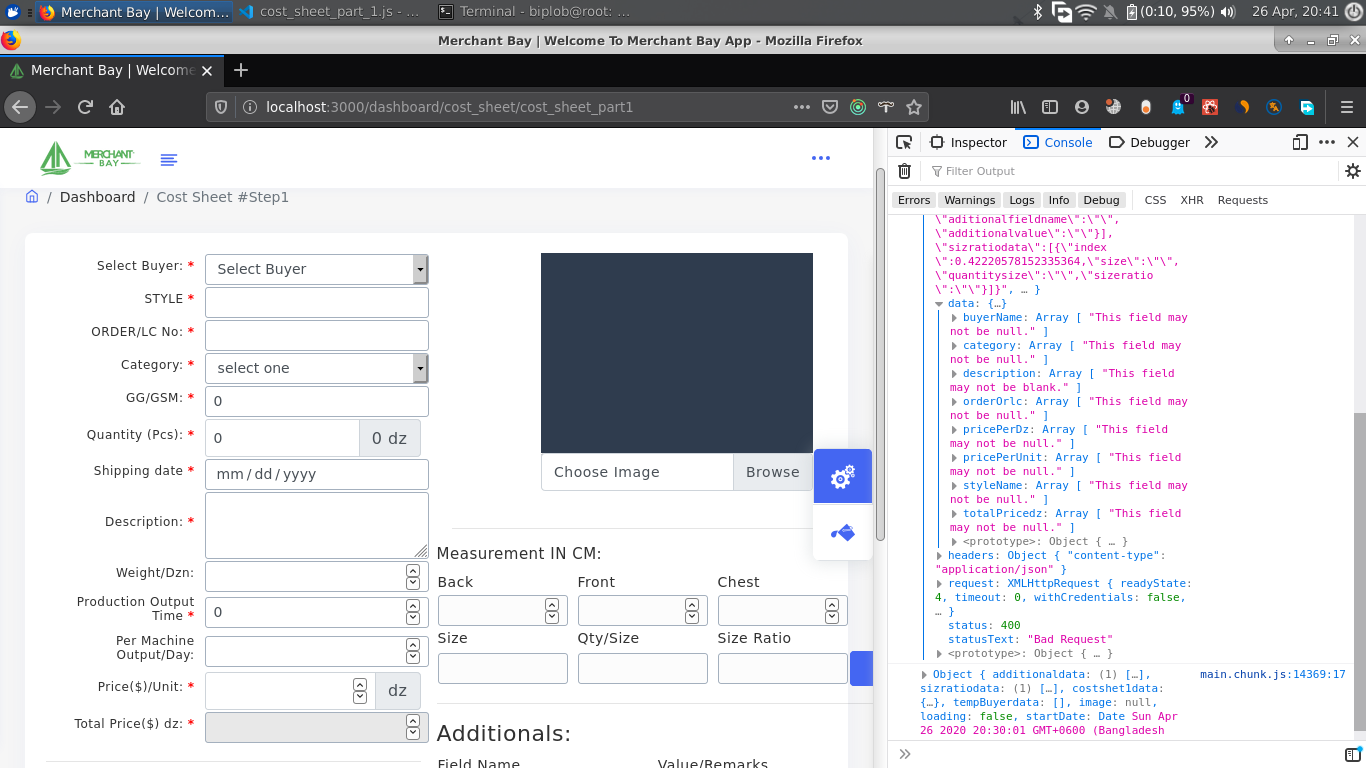 Merchant Bay | Welcom...
cost_sheet_part_1.js - ...
Terminal - biplob@root: ...
(0:10, 95%)
26 Apr, 20:41
Merchant Bay | Welcome To Merchant Bay App - Mozilla Firefox
Merchant Bay | Welcome
localhost:3000/dashboard/cost_sheet/cost_sheet_part1
0
MERCHANT
BAY
Dashboard / Cost Sheet #Step1
Select Buyer: *
Select Buyer
STYLE *
ORDER/LC No: *
Category: *
select one
GG/GSM: *
0
Quantity (Pcs): *
0
0 dz
Shipping date *
mm / dd / yyyy
Description: *
Weight/Dzn:
Production Output
Time *
0
Per Machine
Output/Day:
Price($)/Unit: *
dz
Total Price($) dz: *
Choose Image
Browse
Measurement IN CM:
Back
Front
Chest
Size
Qty/Size
Size Ratio
Additionals:
Field Name
Value/Remarks
Inspector
Console
Debugger
Filter Output
Errors
Warnings
Logs
Info
Debug
CSS
XHR
Requests
\"aditionalfieldname\":\"\",
\"additionalvalue\":\"\"}],
\"sizratiodata\":[{\"index
\":0.42220578152335364,\"size\":\"\",
\"quantitysize\":\"\",\"sizeratio
\":\"\"}]}", … }
data: {…}
buyerName: Array [ "This field may
not be null." ]
category: Array [ "This field may
not be null." ]
description: Array [ "This field
may not be blank." ]
orderOrlc: Array [ "This field may
not be null." ]
pricePerDz: Array [ "This field
may not be null." ]
pricePerUnit: Array [ "This field
may not be null." ]
styleName: Array [ "This field may
not be null." ]
totalPricedz: Array [ "This field
may not be null." ]
<prototype>: Object { … }
headers: Object { "content-type":
"application/json" }
request: XMLHttpRequest { readyState:
4, timeout: 0, withCredentials: false,
… }
status: 400
statusText: "Bad Request"
<prototype>: Object { … }
Object { additionaldata: (1) […],
main.chunk.js:14369:17
sizratiodata: (1) […], costshet1data:
{…}, tempBuyerdata: [], image: null,
loading: false, startDate: Date Sun Apr
26 2020 20:30:01 GMT+0600 (Bangladesh